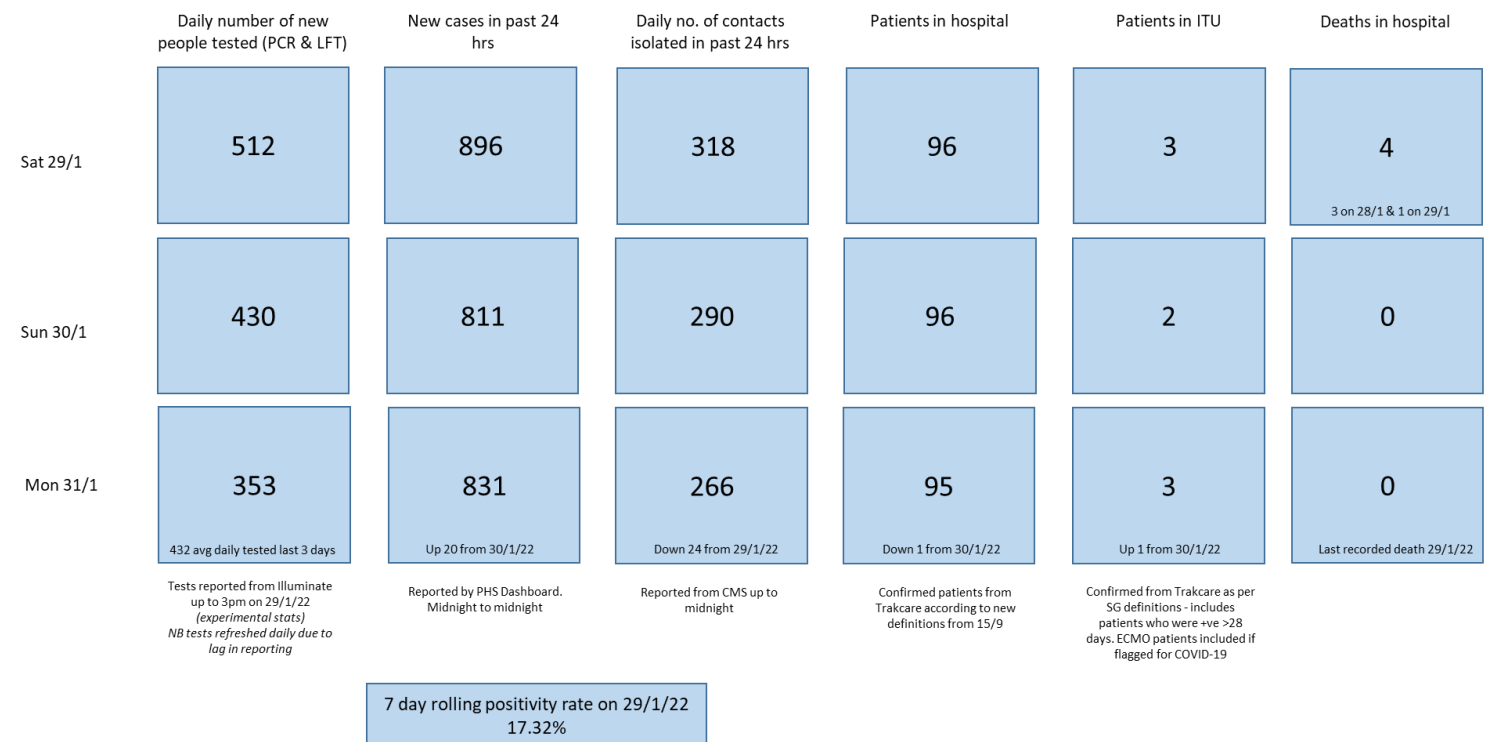 Daily number of new
people tested (PCR & LFT)
New cases in past 24
hrs
Daily no. of contacts
isolated in past 24 hrs
Patients in hospital
Patients in ITU
Deaths in hospital
Sat 29/1
512
896
318
96
3
4
3 on 28/1 & 1 on 29/1
Sun 30/1
430
811
290
96
2
0
Mon 31/1
353
432 avg daily tested last 3 days
831
Up 20 from 30/1/22
266
Down 24 from 29/1/22
95
Down 1 from 30/1/22
3
Up 1 from 30/1/22
0
Last recorded death 29/1/22
Tests reported from Illuminate
up to 3pm on 29/1/22
(experimental stats)
NB tests refreshed daily due to
lag in reporting
Reported by PHS Dashboard.
Midnight to midnight
Reported from CMS up to
midnight
Confirmed patients from
Trakcare according to new
definitions from 15/9
Confirmed from Trakcare as per
SG definitions - includes
patients who were +ve >28
days. ECMO patients included if
flagged for COVID-19
7 day rolling positivity rate on 29/1/22
17.32%